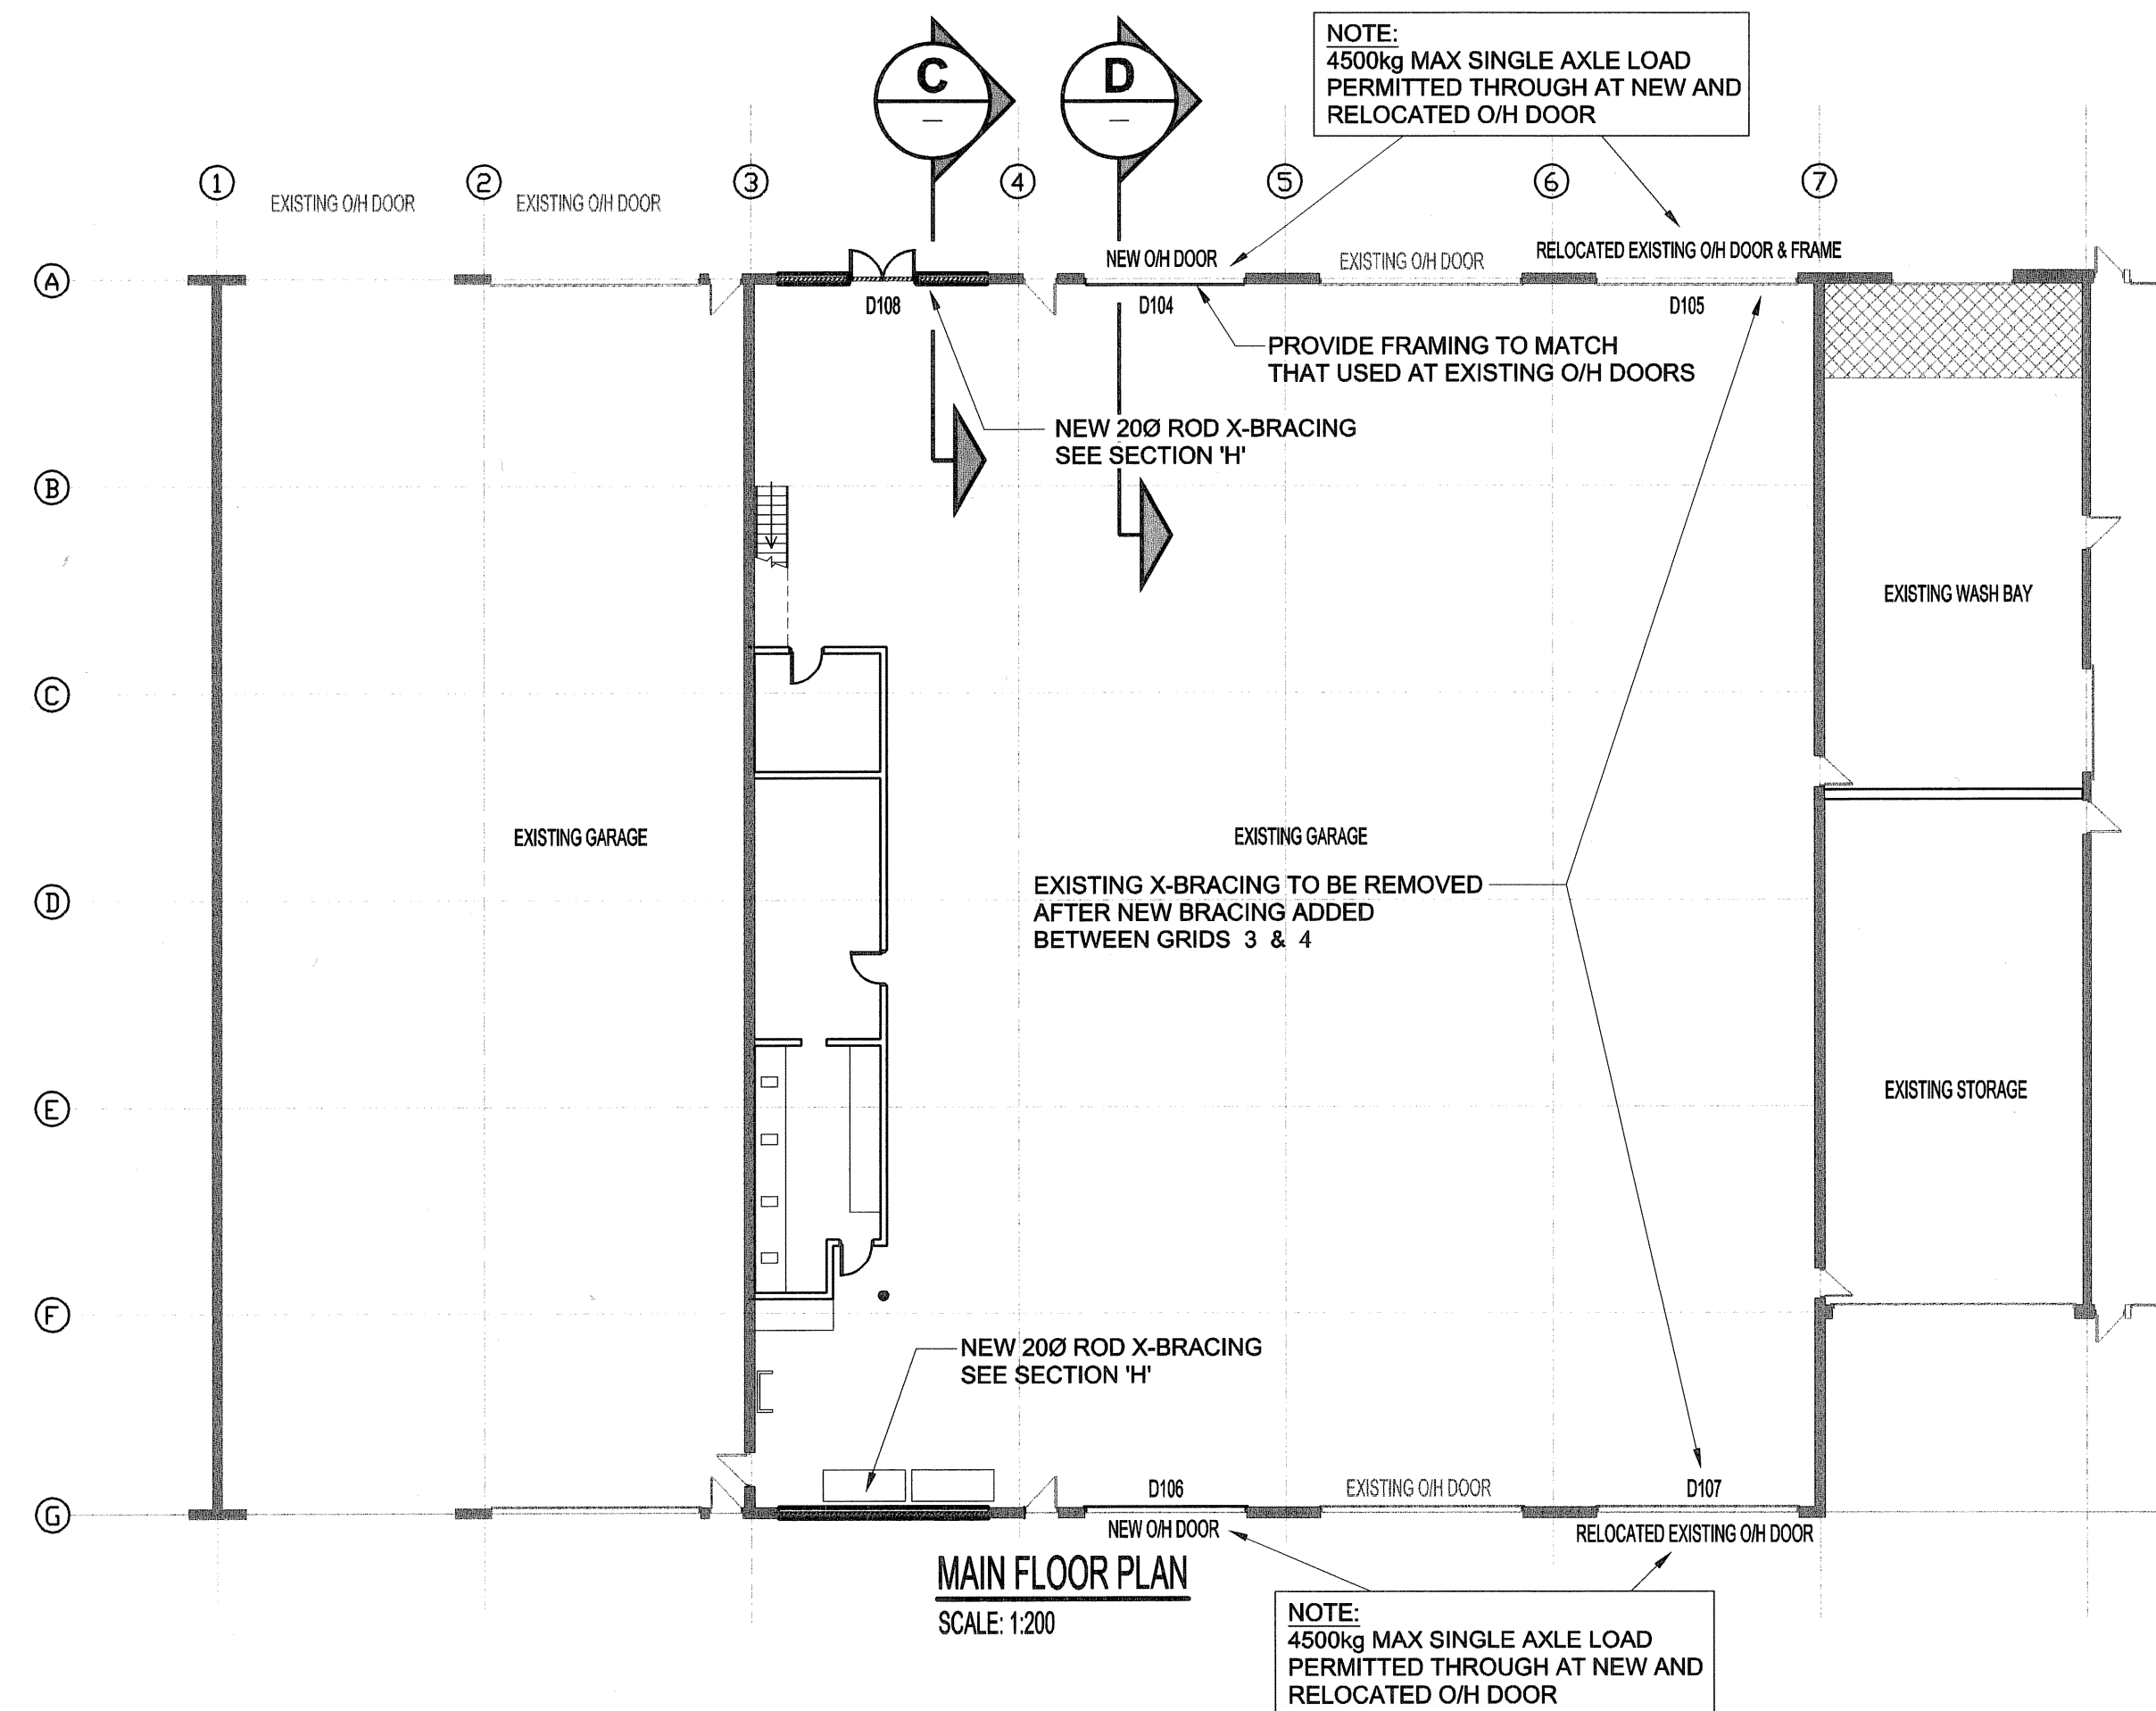 NOTE:
4500kg MAX SINGLE AXLE LOAD
PERMITTED THROUGH AT NEW AND
RELOCATED O/H DOOR
C
—
D
—
1
2
3
4
5
6
7
EXISTING O/H DOOR
EXISTING O/H DOOR
NEW O/H DOOR
EXISTING O/H DOOR
RELOCATED EXISTING O/H DOOR & FRAME
A
D108
D104
D105
PROVIDE FRAMING TO MATCH
THAT USED AT EXISTING O/H DOORS
NEW 20Ø ROD X-BRACING
SEE SECTION 'H'
B
EXISTING WASH BAY
C
EXISTING GARAGE
EXISTING GARAGE
EXISTING X-BRACING TO BE REMOVED
AFTER NEW BRACING ADDED
BETWEEN GRIDS 3 & 4
D
EXISTING STORAGE
E
F
NEW 20Ø ROD X-BRACING
SEE SECTION 'H'
D106
EXISTING O/H DOOR
D107
G
NEW O/H DOOR
RELOCATED EXISTING O/H DOOR
MAIN FLOOR PLAN
SCALE: 1:200
NOTE:
4500kg MAX SINGLE AXLE LOAD
PERMITTED THROUGH AT NEW AND
RELOCATED O/H DOOR